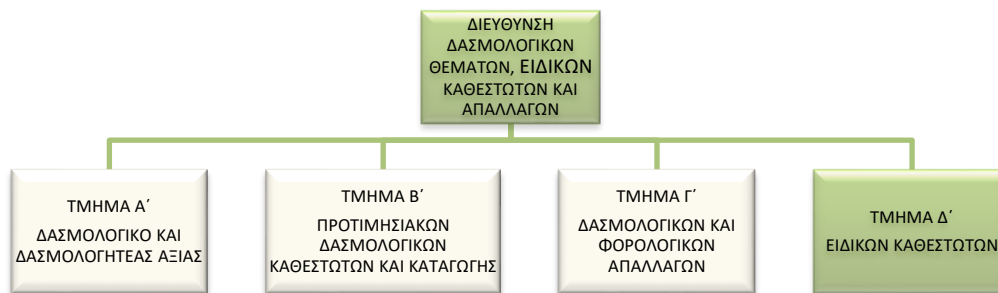 ΔΙΕΥΘΥΝΣΗ
ΔΑΣΜΟΛΟΓΙΚΩΝ
ΘΕΜΑΤΩΝ, ΕΙΔΙΚΩΝ
ΚΑΘΕΣΤΩΤΩΝ ΚΑΙ
ΑΠΑΛΛΑΓΩΝ
ΤΜΗΜΑ Α΄
ΔΑΣΜΟΛΟΓΙΚΟ ΚΑΙ
ΔΑΣΜΟΛΟΓΗΤΕΑΣ ΑΞΙΑΣ
ΤΜΗΜΑ Β΄
ΠΡΟΤΙΜΗΣΙΑΚΩΝ
ΔΑΣΜΟΛΟΓΙΚΩΝ
ΚΑΘΕΣΤΩΤΩΝ ΚΑΙ ΚΑΤΑΓΩΓΗΣ
ΤΜΗΜΑ Γ΄
ΔΑΣΜΟΛΟΓΙΚΩΝ ΚΑΙ
ΦΟΡΟΛΟΓΙΚΩΝ
ΑΠΑΛΛΑΓΩΝ
ΤΜΗΜΑ Δ΄
ΕΙΔΙΚΩΝ ΚΑΘΕΣΤΩΤΩΝ